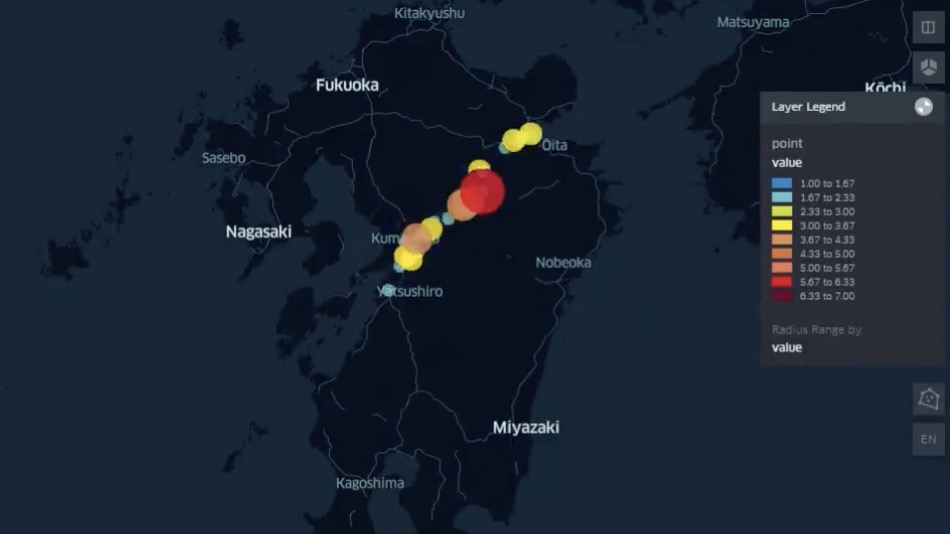 Kitakyushu
Matsuyama
Fukuoka
Kōchi
Layer Legend
Oita
point
Sasebo
value
1.00 to 1.67
1.67 to 2.33
2.33 to 3.00
3.00 to 3.67
Nagasaki
3.67 to 4.33
4.33 to 5.00
Nobeoka
5.00 to 5.67
5.67 to 6.33
Yatsushiro
6.33 to 7.00
Radius Range by
value
Miyazaki
EN
Kagoshima